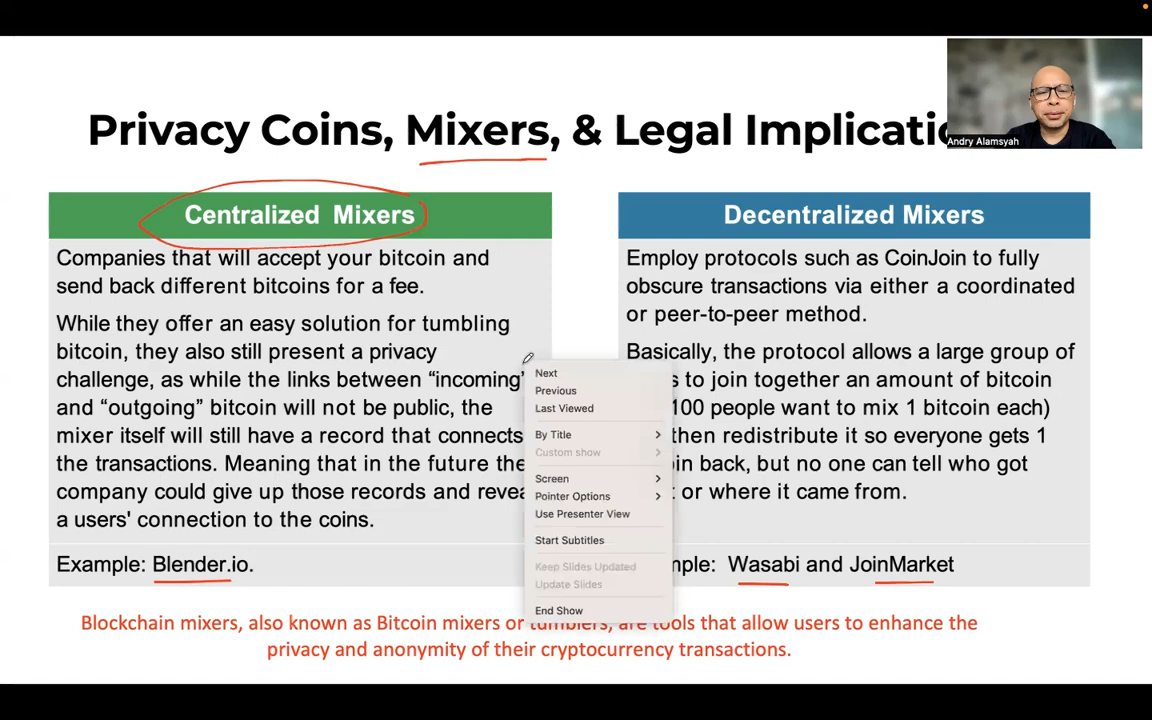 Andry Alamsyah
Privacy Coins, Mixers, & Legal Implicatio
Centralized Mixers
Companies that will accept your bitcoin and
send back different bitcoins for a fee.
While they offer an easy solution for tumbling
bitcoin, they also still present a privacy
challenge, as while the links between “incoming”
and “outgoing” bitcoin will not be public, the
mixer itself will still have a record that connects
the transactions. Meaning that in the future the
company could give up those records and revea
a users' connection to the coins.
Example: Blender.io.
Decentralized Mixers
Employ protocols such as CoinJoin to fully
obscure transactions via either a coordinated
or peer-to-peer method.
Basically, the protocol allows a large group of
s to join together an amount of bitcoin
100 people want to mix 1 bitcoin each)
then redistribute it so everyone gets 1
in back, but no one can tell who got
or where it came from.
mple: Wasabi and JoinMarket
Next
Previous
Last Viewed
By Title
Custom show
Screen
Pointer Options
Use Presenter View
Start Subtitles
Keep Slides Updated
Update Slides
End Show
Blockchain mixers, also known as Bitcoin mixers or tumblers, are tools that allow users to enhance the
privacy and anonymity of their cryptocurrency transactions.